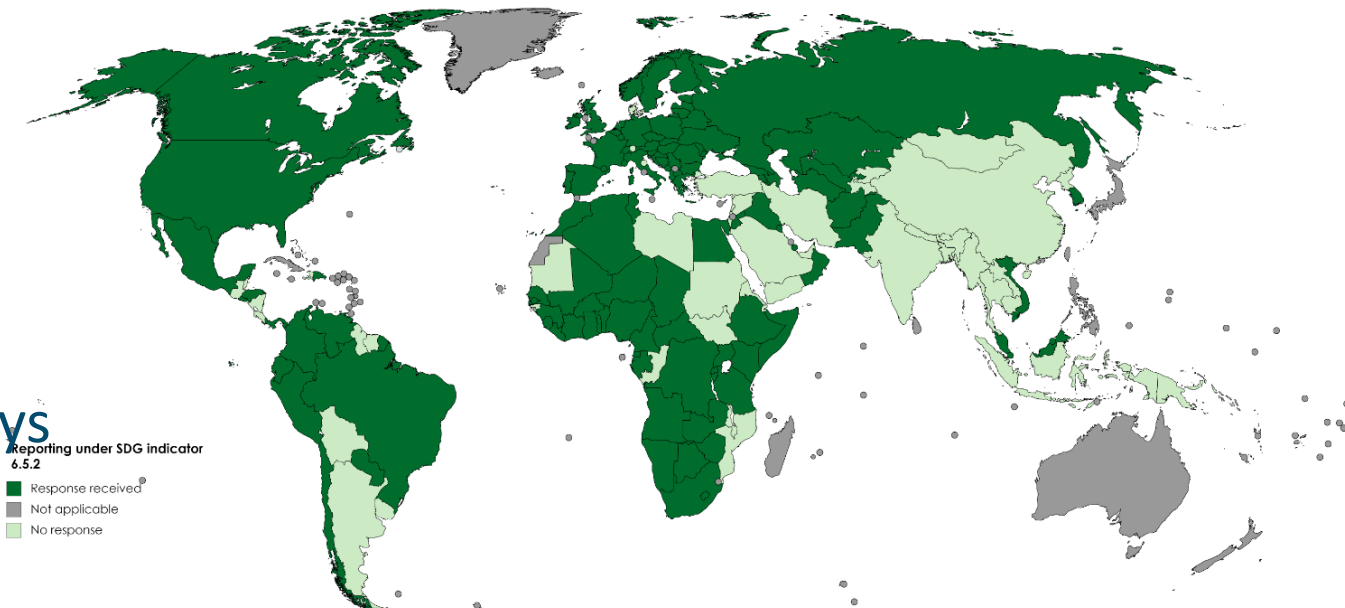 ys
Reporting under SDG indicator
6.5.2
Response received
Not applicable
No response